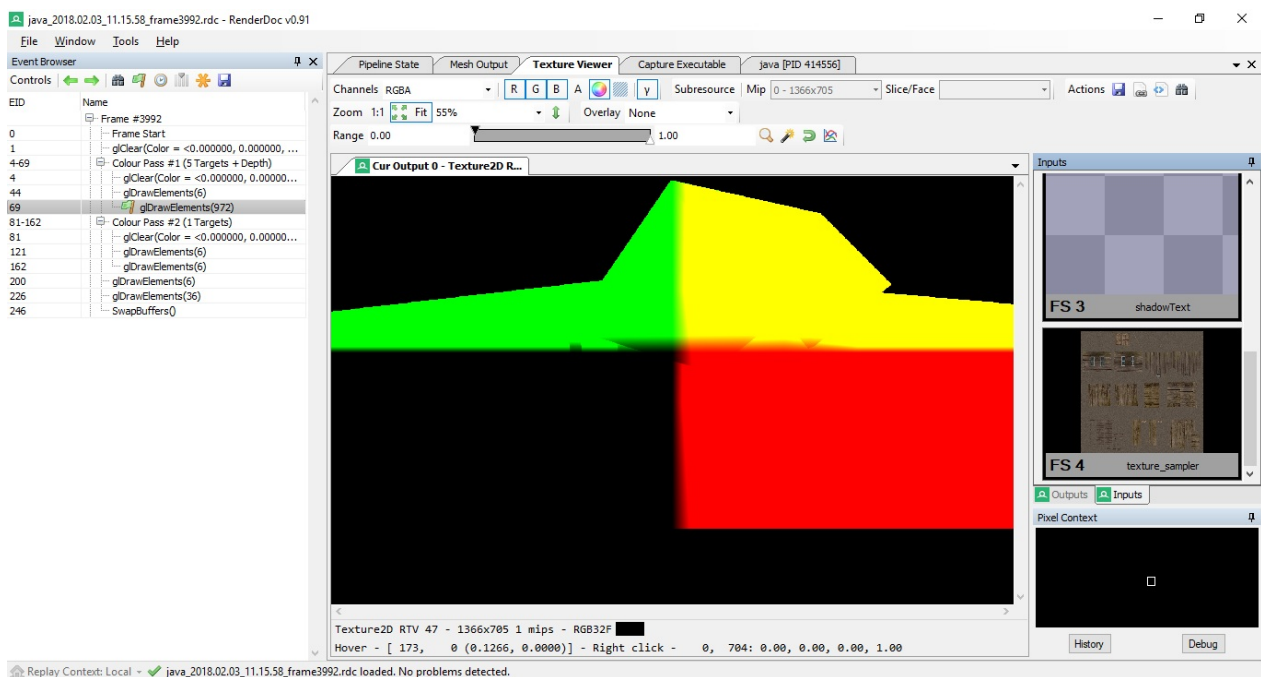 java_2018.02.03_11.15.58_frame3992.rdc - RenderDoc v0.91
File Window Tools Help
Event Browser
Controls
EID Name
Frame #3992
0 Frame Start
1 glClear(Color = <0.000000, 0.000000, ...
4-69 Colour Pass #1 (5 Targets + Depth)
4 glClear(Color = <0.000000, 0.00000...
44 glDrawElements(6)
69 glDrawElements(972)
81-162 Colour Pass #2 (1 Targets)
81 glClear(Color = <0.000000, 0.00000...
121 glDrawElements(6)
162 glDrawElements(6)
200 glDrawElements(6)
226 glDrawElements(36)
246 SwapBuffers()
Pipeline State Mesh Output Texture Viewer Capture Executable java [PID 414556]
Channels RGBA R G B A γ Subresource Mip 0 - 1366x705 Slice/Face Actions
Zoom 1:1 Fit 55% Overlay None
Range 0.00 1.00
Cur Output 0 - Texture2D R...
Inputs
FS 3 shadowText
FS 4 texture_sampler
Outputs Inputs
Pixel Context
History Debug
Texture2D RTV 47 - 1366x705 1 mips - RGB32F
Hover - [ 173, 0 (0.1266, 0.0000)] - Right click - 0, 704: 0.00, 0.00, 0.00, 1.00
Replay Context: Local java_2018.02.03_11.15.58_frame3992.rdc loaded. No problems detected.